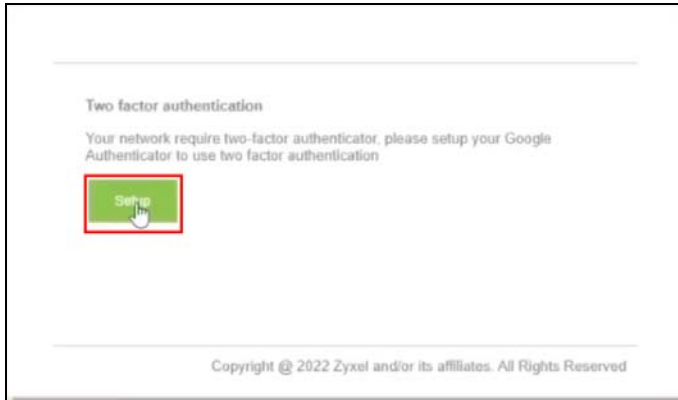 Two factor authentication
Your network require two-factor authenticator, please setup your Google
Authenticator to use two factor authentication
Setup
Copyright @ 2022 Zyxel and/or its affiliates. All Rights Reserved